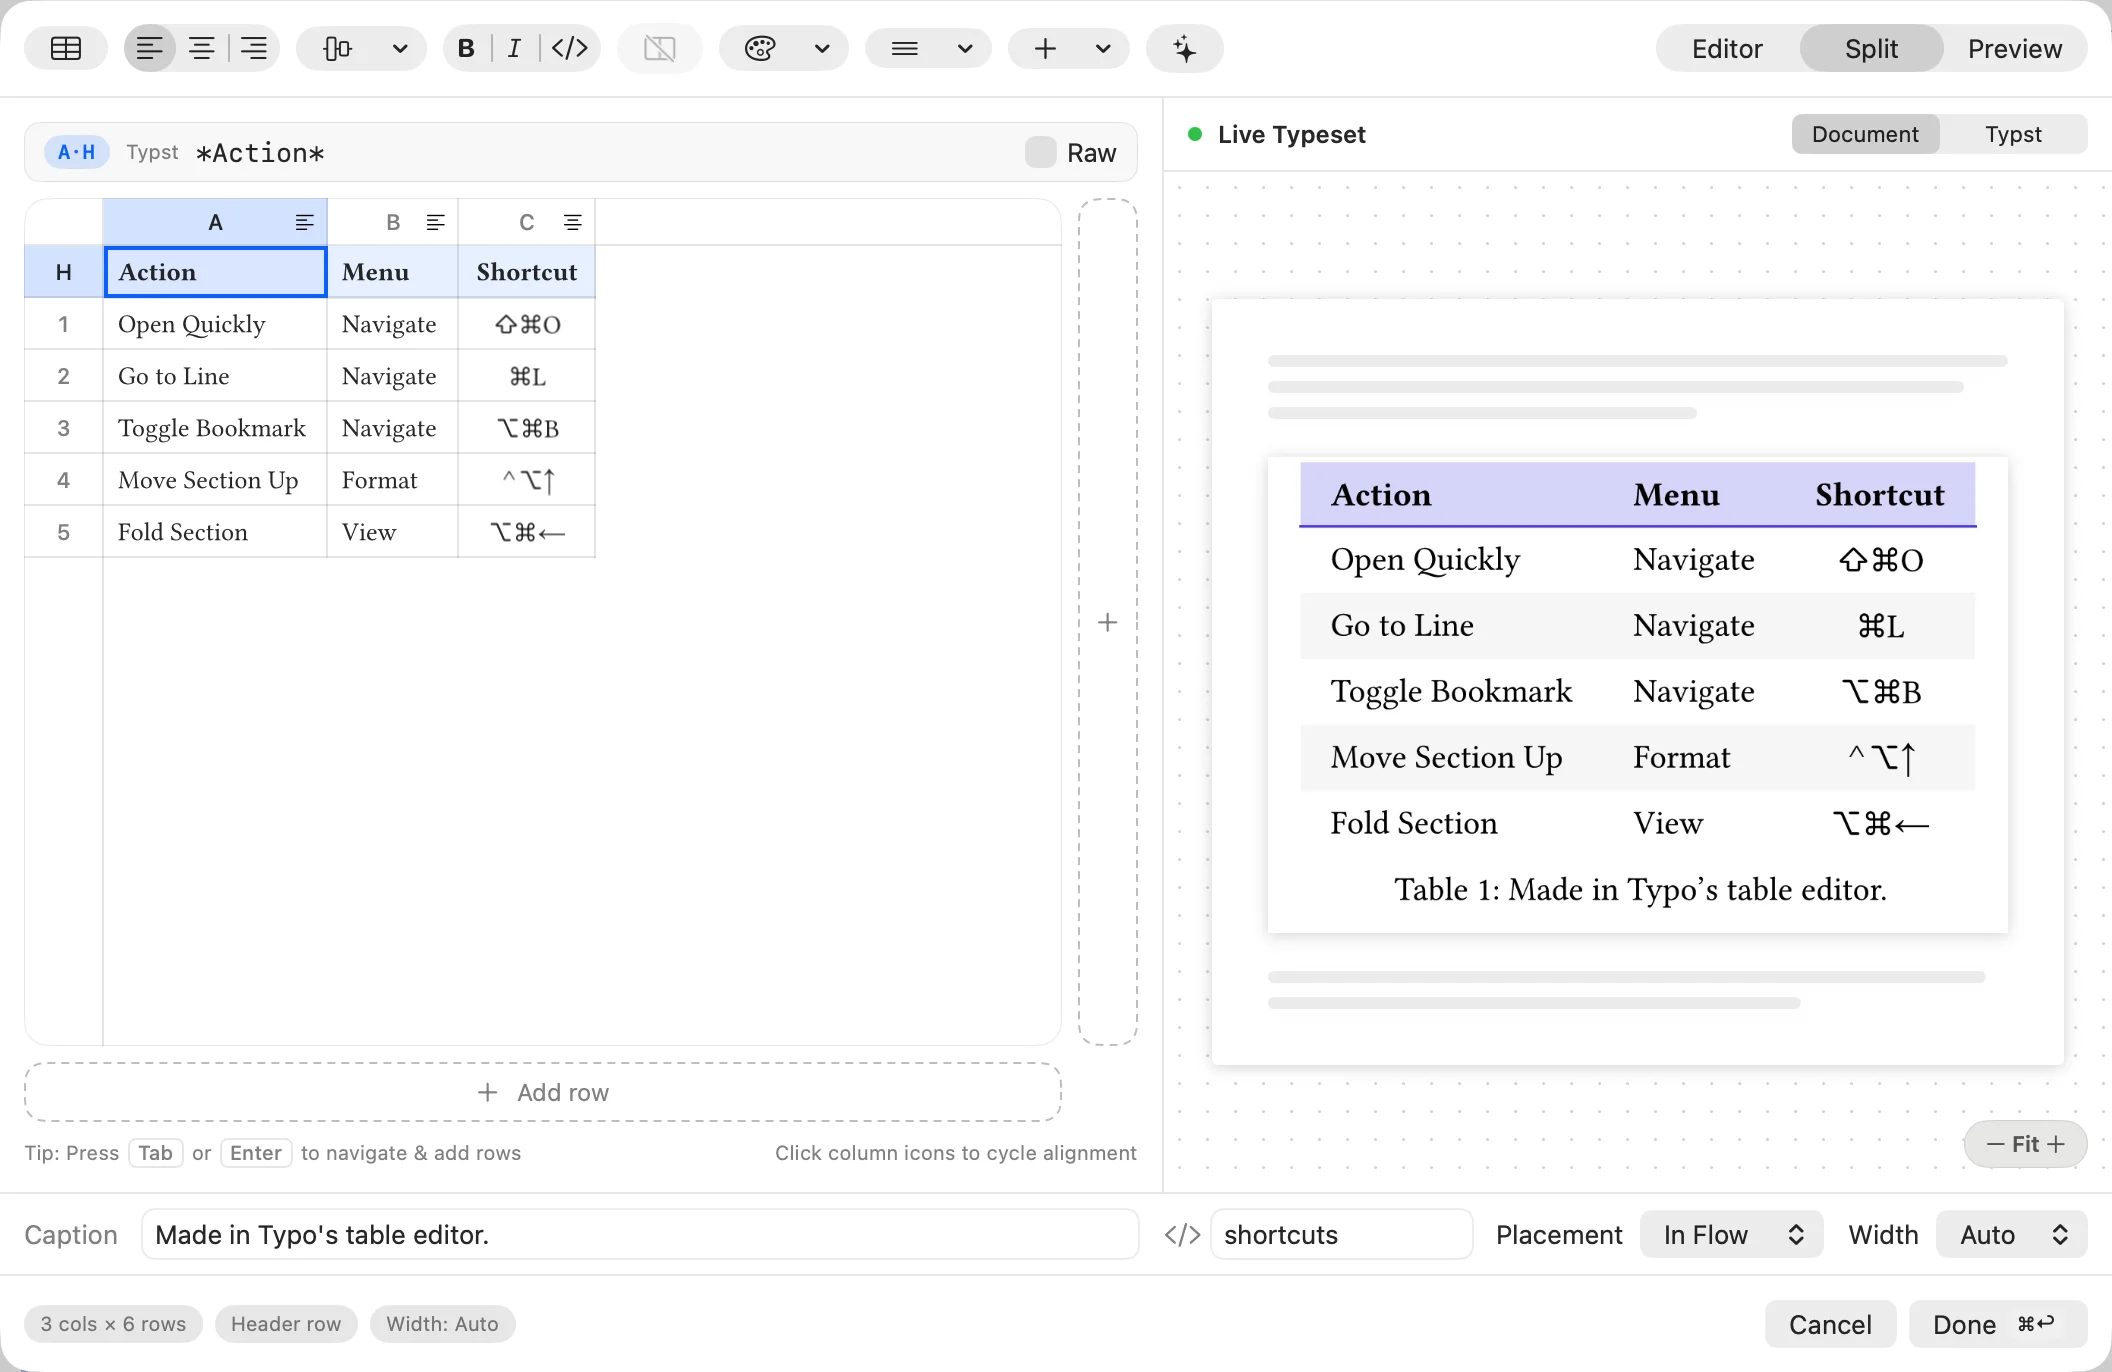 B I </> Editor Split Preview
A·H Typst *Action* Raw
A B C
H Action Menu Shortcut
1 Open Quickly Navigate ⇧⌘O
2 Go to Line Navigate ⌘L
3 Toggle Bookmark Navigate ⌥⌘B
4 Move Section Up Format ^⌥↑
5 Fold Section View ⌥⌘←
+
+ Add row
Tip: Press Tab or Enter to navigate & add rows
Click column icons to cycle alignment
Live Typeset Document Typst
Action Menu Shortcut
Open Quickly Navigate ⇧⌘O
Go to Line Navigate ⌘L
Toggle Bookmark Navigate ⌥⌘B
Move Section Up Format ^⌥↑
Fold Section View ⌥⌘←
Table 1: Made in Typo’s table editor.
− Fit +
Caption Made in Typo's table editor. </> shortcuts Placement In Flow Width Auto
3 cols × 6 rows Header row Width: Auto Cancel Done ⌘↩